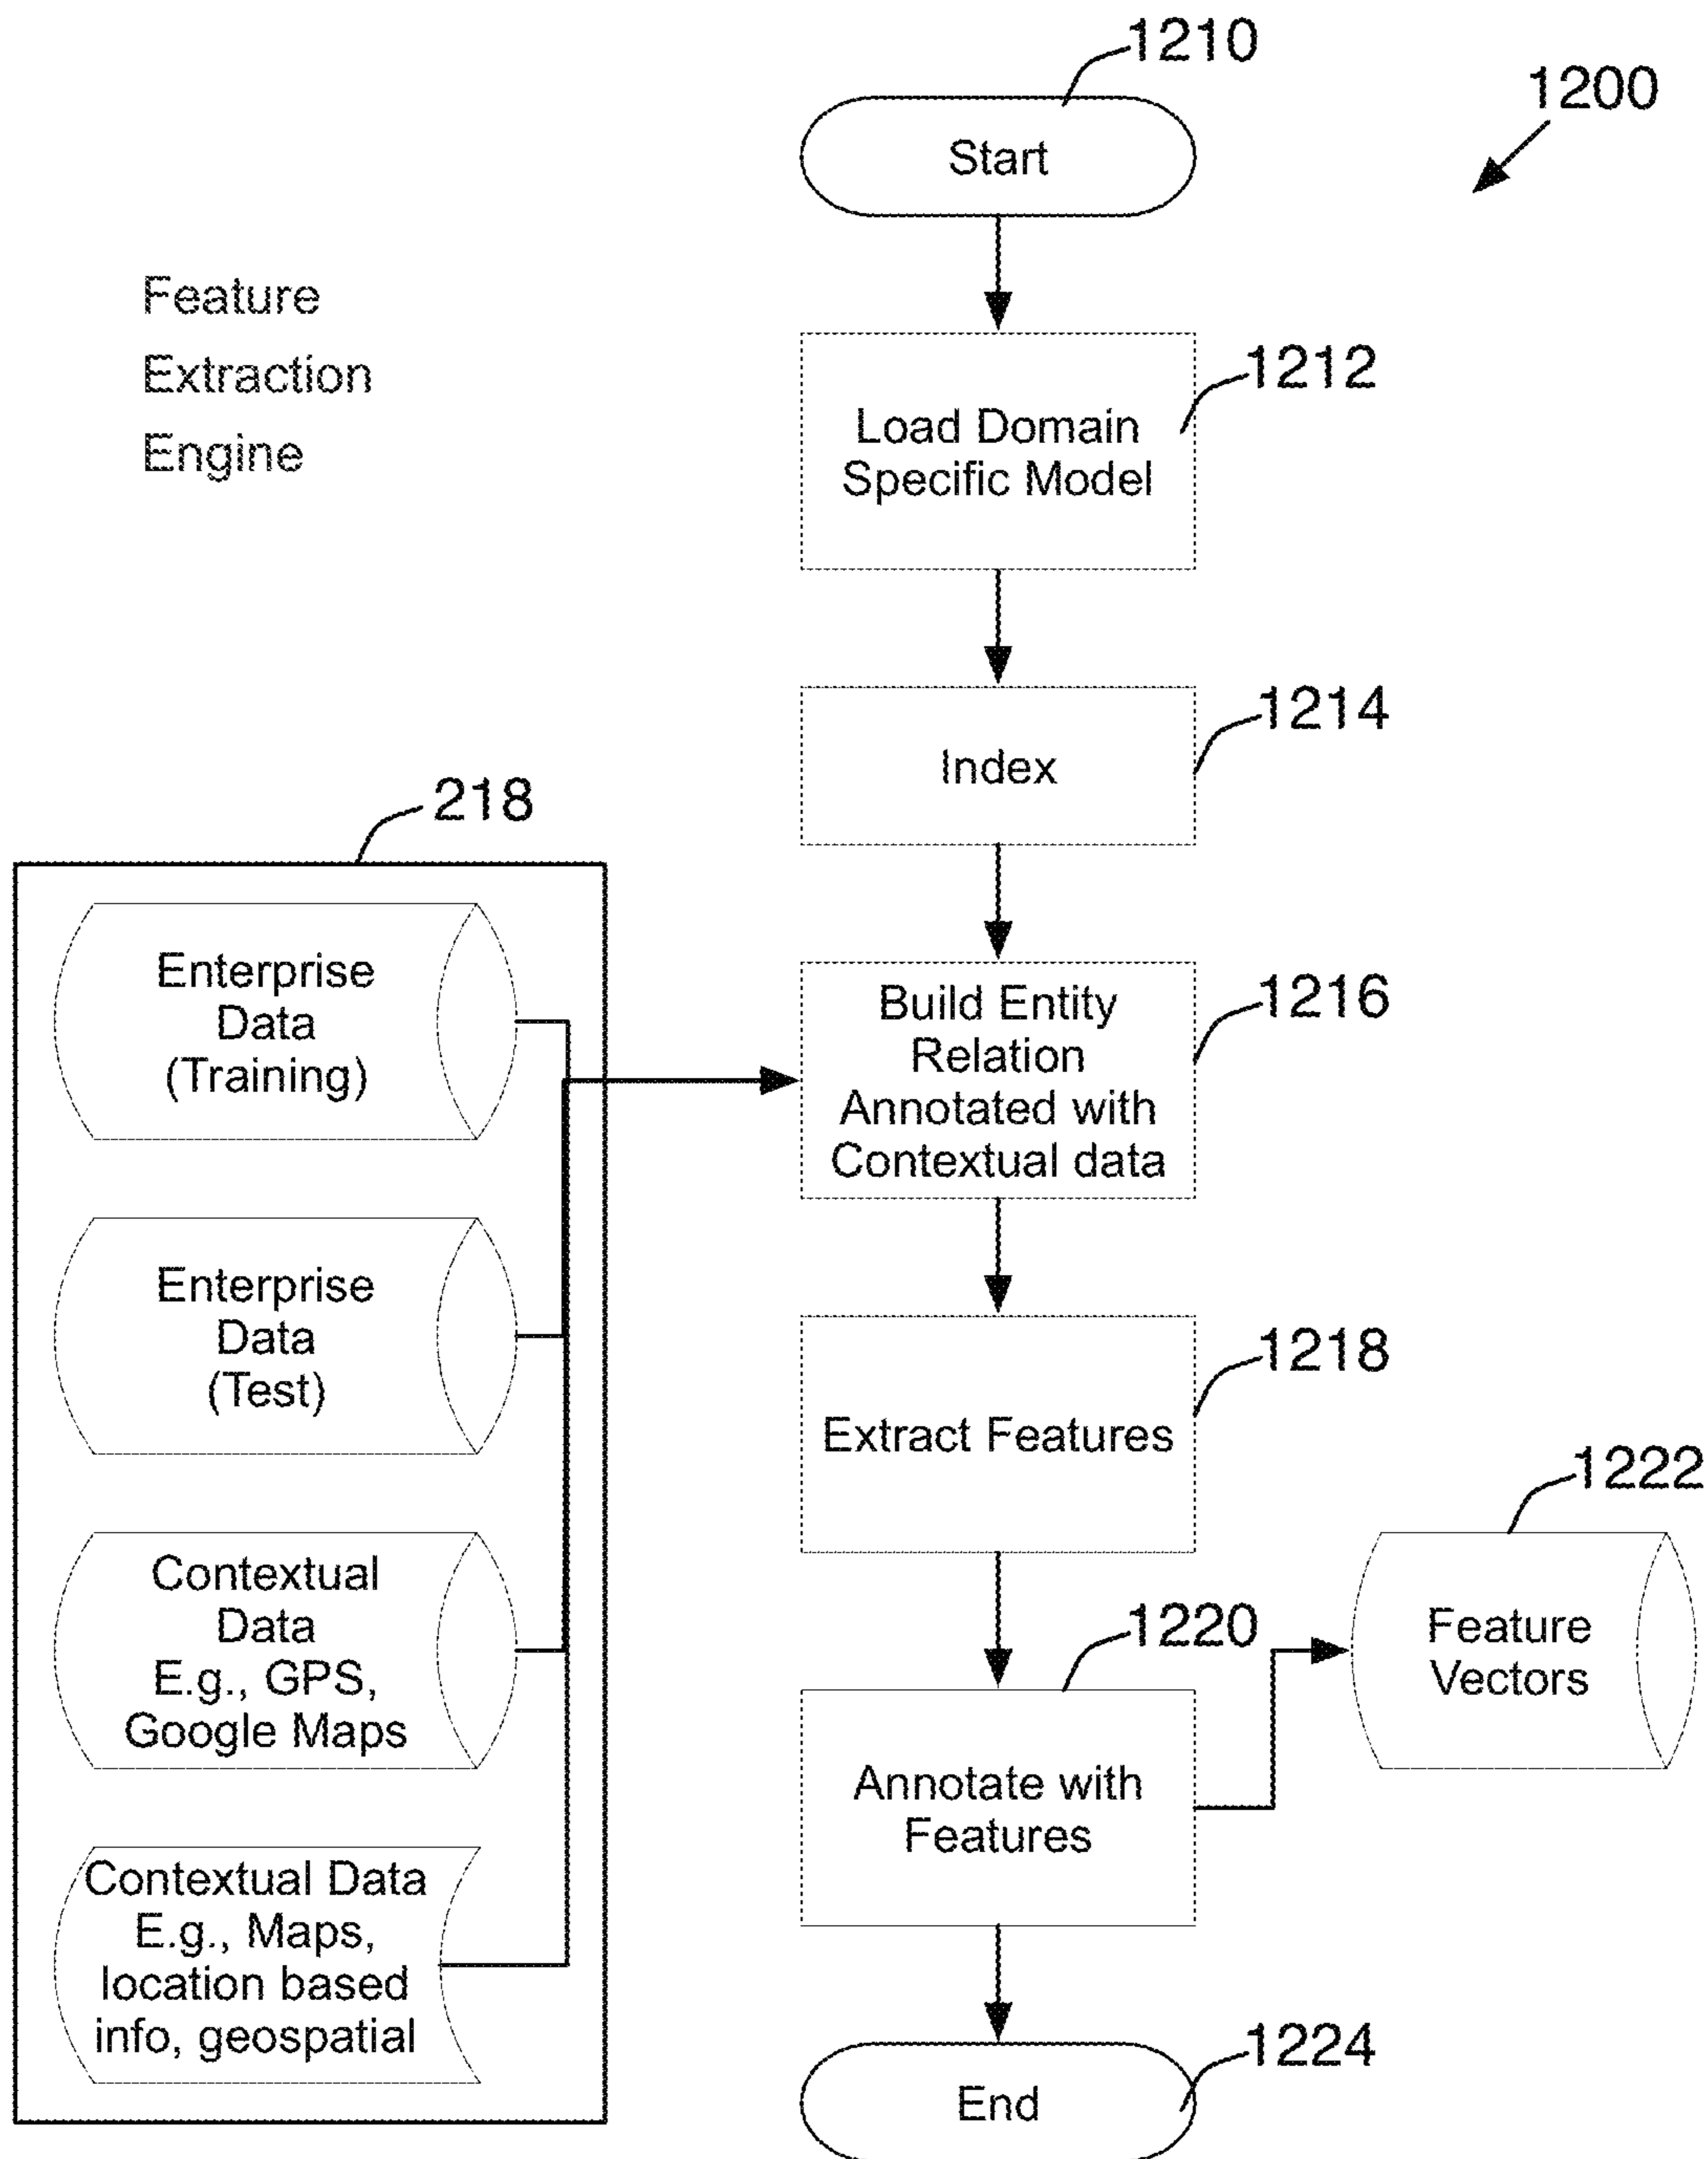 1210
1200
Start
Feature
Extraction
Engine
1212
Load Domain
Specific Model
1214
Index
218
Enterprise
Data
(Training)
Enterprise
Data
(Test)
Contextual
Data
E.g., GPS,
Google Maps
Contextual Data
E.g., Maps,
location based
info, geospatial
1216
Build Entity
Relation
Annotated with
Contextual data
1218
Extract Features
1220
Annotate with
Features
1222
Feature
Vectors
1224
End